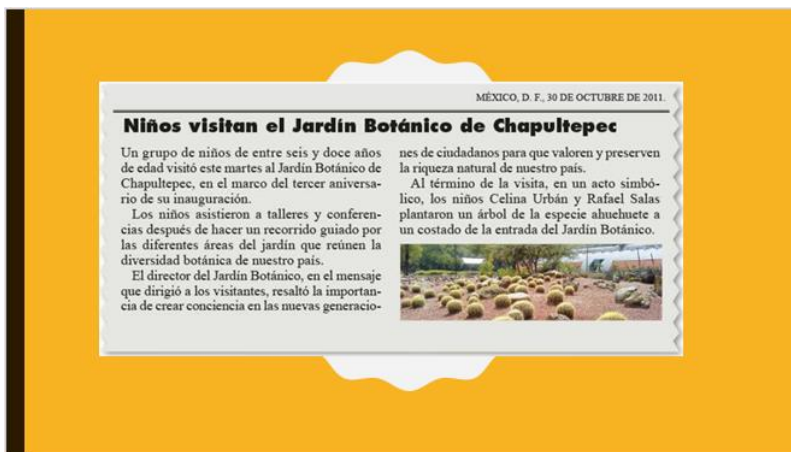 MÉXICO, D. F., 30 DE OCTUBRE DE 2011.
Niños visitan el Jardín Botánico de Chapultepec
Un grupo de niños de entre seis y doce años
de edad visitó este martes al Jardín Botánico de
Chapultepec, en el marco del tercer aniversa-
rio de su inauguración.
Los niños asistieron a talleres y conferen-
cias después de hacer un recorrido guiado por
las diferentes áreas del jardín que reúnen la
diversidad botánica de nuestro país.
El director del Jardín Botánico, en el mensaje
que dirigió a los visitantes, resaltó la importan-
cia de crear conciencia en las nuevas generacio-
nes de ciudadanos para que valoren y preserven
la riqueza natural de nuestro país.
Al término de la visita, en un acto simbó-
lico, los niños Celina Urbán y Rafael Salas
plantaron un árbol de la especie ahuehuete a
un costado de la entrada del Jardín Botánico.